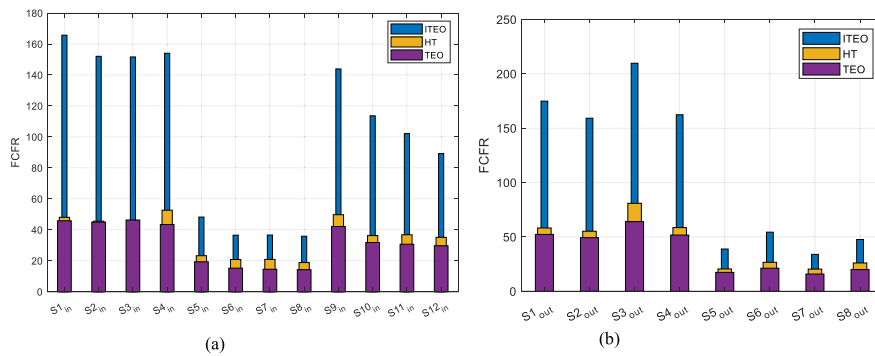 180
160
140
120
100
80
60
40
20
0
FCFR
ITEO
HT
TEO
S1 in
S2 in
S3 in
S4 in
S5 in
S6 in
S7 in
S8 in
S9 in
S10 in
S11 in
S12 in
(a)
250
200
150
100
50
0
FCFR
ITEO
HT
TEO
S1 out
S2 out
S3 out
S4 out
S5 out
S6 out
S7 out
S8 out
(b)